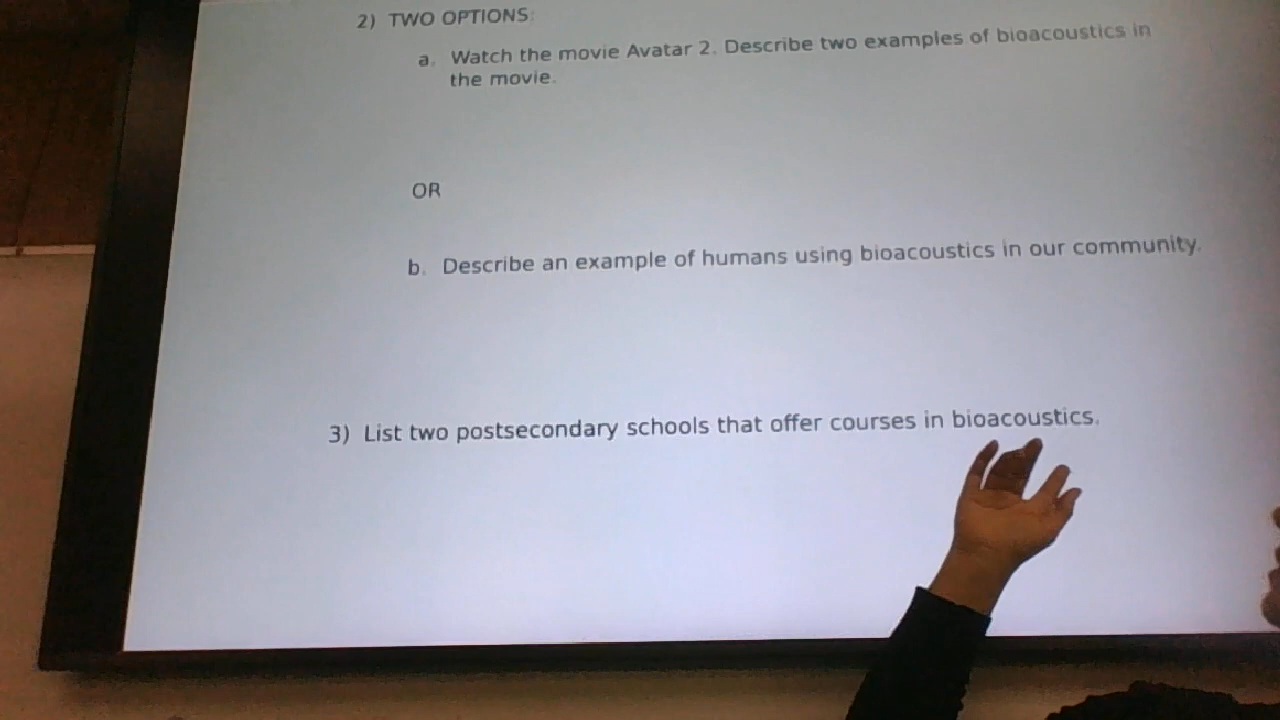 2) TWO OPTIONS:
a. Watch the movie Avatar 2. Describe two examples of bioacoustics in
the movie.
OR
b. Describe an example of humans using bioacoustics in our community.
3) List two postsecondary schools that offer courses in bioacoustics.